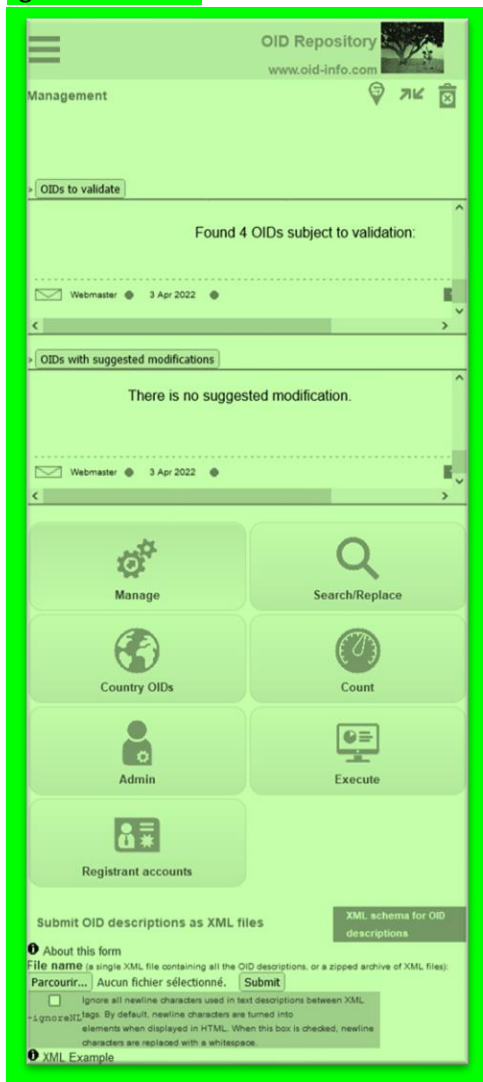 OID Repository
www.oid-info.com
Management
› OIDs to validate
Found 4 OIDs subject to validation:
Webmaster 3 Apr 2022
› OIDs with suggested modifications
There is no suggested modification.
Webmaster 3 Apr 2022
Manage
Search/Replace
Country OIDs
Count
Admin
Execute
Registrant accounts
Submit OID descriptions as XML files
XML schema for OID
descriptions
About this form
File name (a single XML file containing all the OID descriptions, or a zipped archive of XML files):
Parcourir... Aucun fichier sélectionné. Submit
Ignore all newline characters used in text descriptions between XML
-ignoreNL tags. By default, newline characters are turned into
elements when displayed in HTML. When this box is checked, newline
characters are replaced with a whitespace.
XML Example